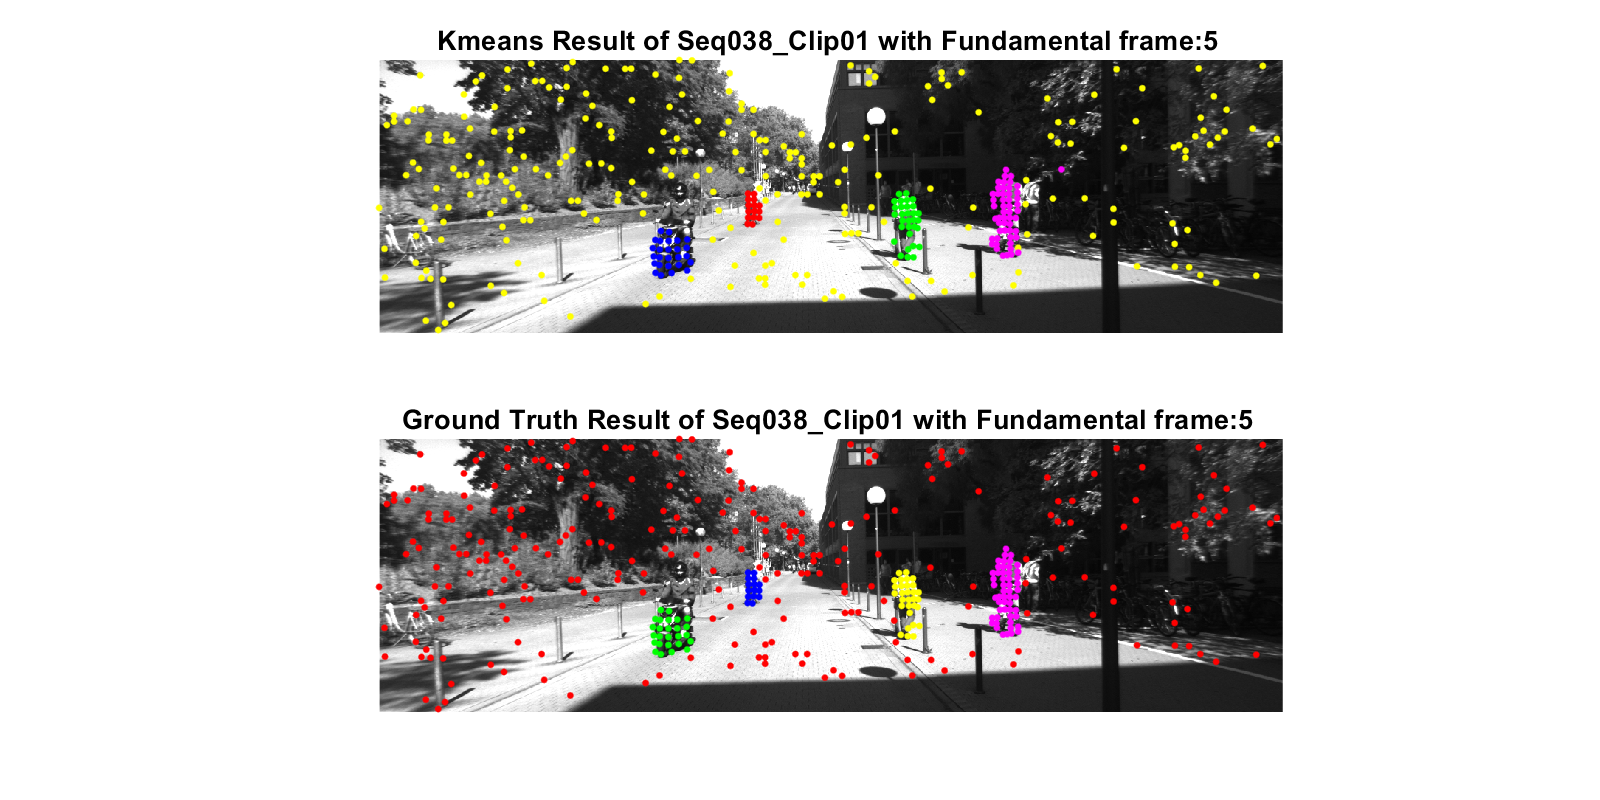 Kmeans Result of Seq038_Clip01 with Fundamental frame:5
Ground Truth Result of Seq038_Clip01 with Fundamental frame:5